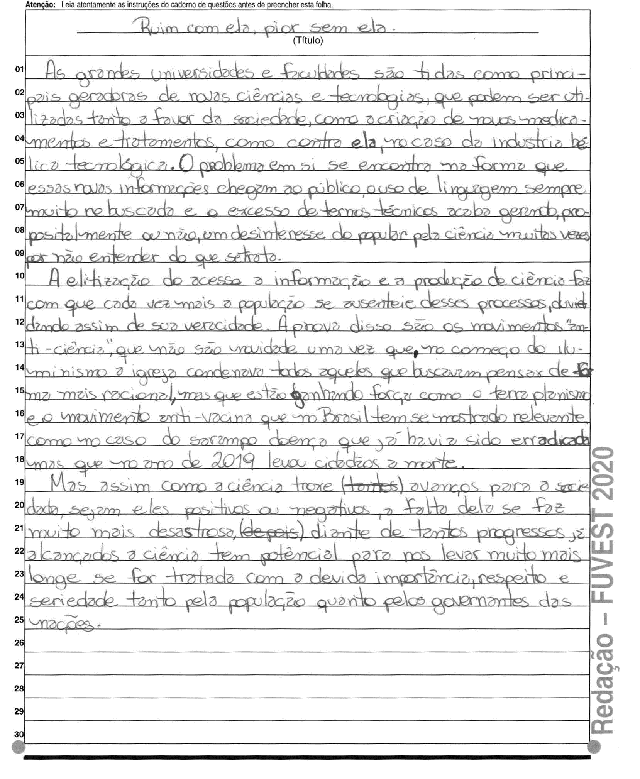 Atenção: Leia atentamente as instruções do caderno de questões antes de preencher esta folha.
Ruim com ela, pior sem ela.
(Título)
01 As grandes universidades e faculdades são tidas como princi-
02 pais geradoras de novas ciências e tecnologias, que podem ser uti-
03 lizadas tanto a favor da sociedade, como a criação de novos medica-
04 mentos e tratamentos, como contra ela, no caso da industria bé-
05 lica tecnológica. O problema em si se encontra na forma que
06 essas novas informações chegam ao público, o uso de linguagem sempre
07 muito rebuscada e o excesso de termos técnicos acaba gerando, pro-
08 positalmente ou não, um desinteresse do popular pela ciência muitas vezes
09 por não entender do que se trata.
10 A elitização do acesso a informação e a produção de ciência faz
11 com que cada vez mais a população se ausenteie desses processos, duvi
12 dando assim de sua veracidade. A prova disso são os movimentos "an-
13 ti-ciência", que não são novidade uma vez que, no começo do ilu-
14 minismo a igreja condenava todos aqueles que buscavam pensar de for
15 ma mais racional, mas que estão ganhando força como o terra planismo
16 e o movimento anti-vacina que no Brasil tem se mostrado relevante
17 como no caso do sarampo doença que já havia sido erradicada
18 mas que no ano de 2019 levou cidadãos a morte.
19 Mas assim como a ciência trouxe (tantos) avanços para a socie
20 dade, sejam eles positivos ou negativos, a falta dela se faz
21 muito mais desastrosa, (depois) diante de tantos progressos já
22 alcançados a ciência tem potêncial para nos levar muito mais
23 longe se for tratada com a devida importância, respeito e
24 seriedade tanto pela população quanto pelos governantes das
25 nações.
26
27
28
29
30
Redação – FUVEST 2020